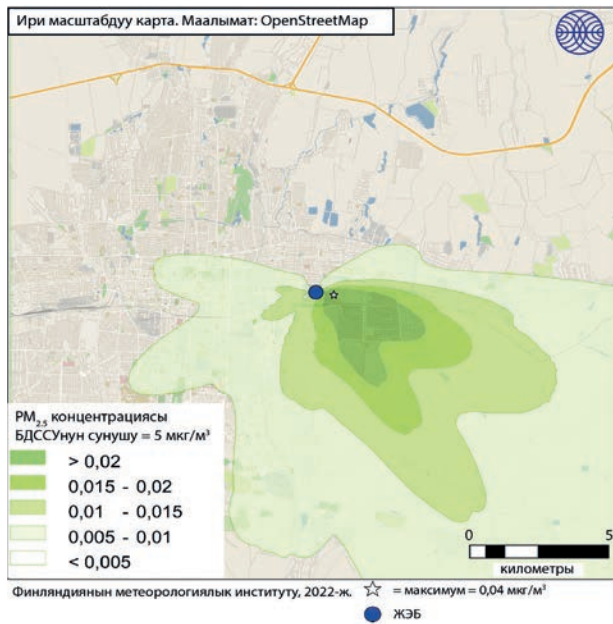 Ири масштабдуу карта. Маалымат: OpenStreetMap
PM2.5 концентрациясы
БДССУнун сунушу = 5 мкг/м³
> 0,02
0,015 - 0,02
0,01 - 0,015
0,005 - 0,01
< 0,005
0 5
километры
Финляндиянын метеорологиялык институту, 2022-ж.
= максимум = 0,04 мкг/м³
ЖЭБ